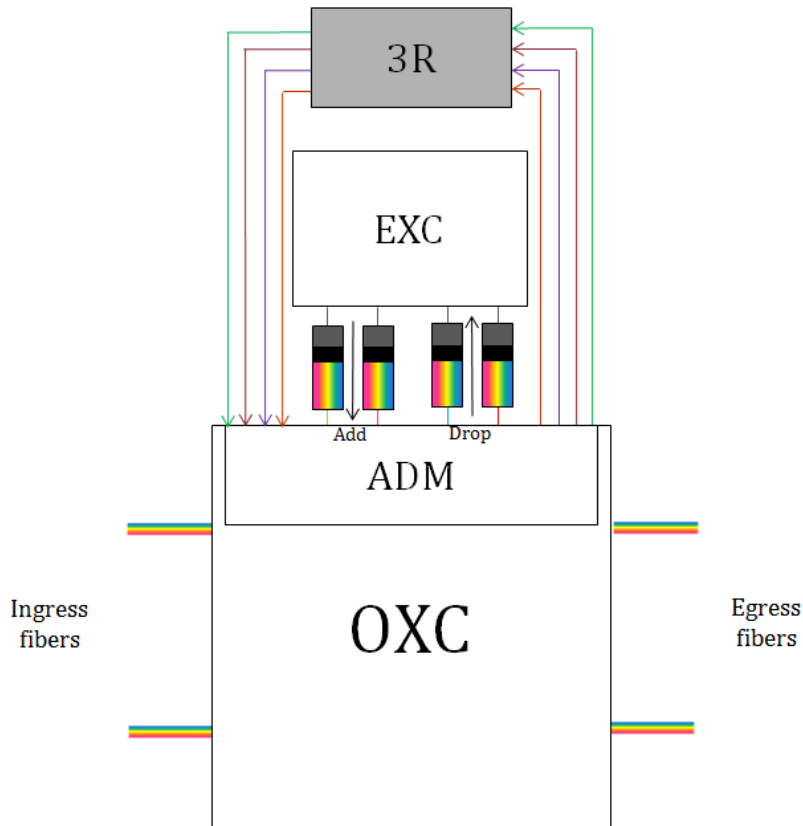 3R
EXC
Add
Drop
ADM
Ingress
fibers
OXC
Egress
fibers